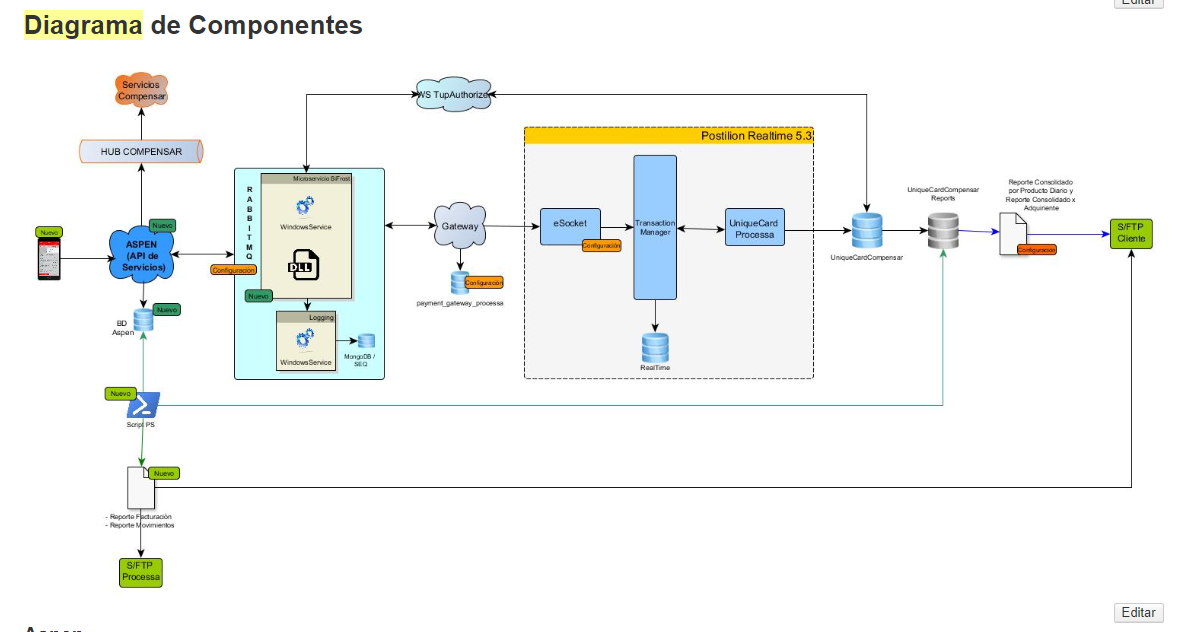 Editar
Diagrama de Componentes
Servicios
Compensar
WS TupAuthorizer
Postilion Realtime 5.3
HUB COMPENSAR
Microservicio BiFrost
R
A
B
B
I
T
M
Q
WindowsService
DLL
UniqueCardCompensar
Reports
Reporte Consolidado
por Producto Diario y
Reporte Consolidado x
Adquiriente
Nuevo
Nuevo
ASPEN
(API de
Servicios)
Gateway
eSocket
Transaction
Manager
UniqueCard
Processa
S/FTP
Cliente
Configuración
Configuración
Configuración
UniqueCardCompensar
Configuración
Nuevo
payment_gateway_processa
Nuevo
BD
Aspen
Logging
WindowsService
MongoDB /
SEQ
RealTime
Nuevo
Script PS
Nuevo
- Reporte Facturación
- Reporte Movimientos
S/FTP
Processa
Editar